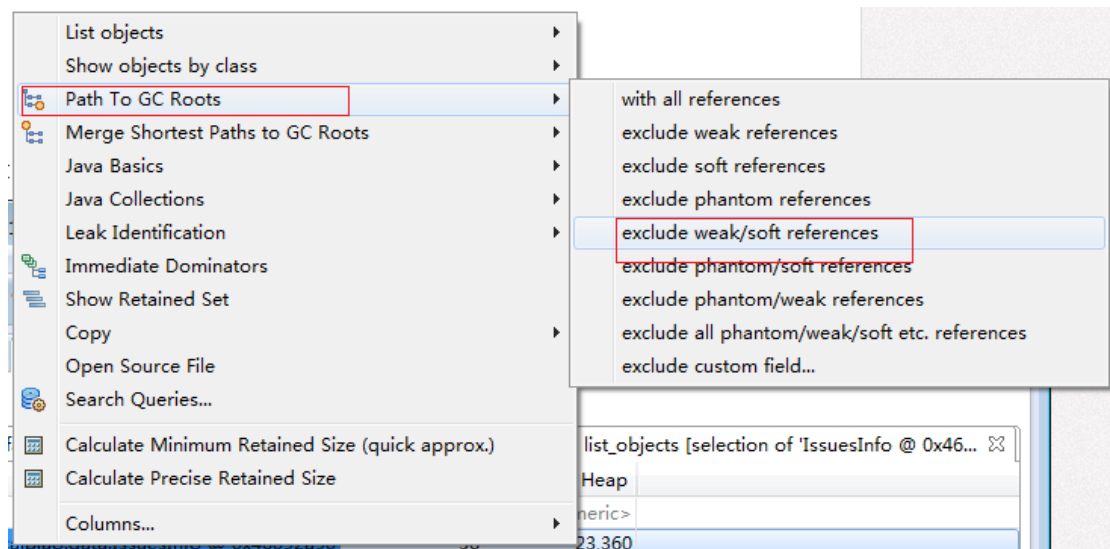 List objects
Show objects by class
Path To GC Roots
Merge Shortest Paths to GC Roots
Java Basics
Java Collections
Leak Identification
Immediate Dominators
Show Retained Set
Copy
Open Source File
Search Queries...
Calculate Minimum Retained Size (quick approx.)
Calculate Precise Retained Size
Columns...
with all references
exclude weak references
exclude soft references
exclude phantom references
exclude weak/soft references
exclude phantom/soft references
exclude phantom/weak references
exclude all phantom/weak/soft etc. references
exclude custom field...
list_objects [selection of 'IssuesInfo @ 0x46...
Heap
neric>
23,360